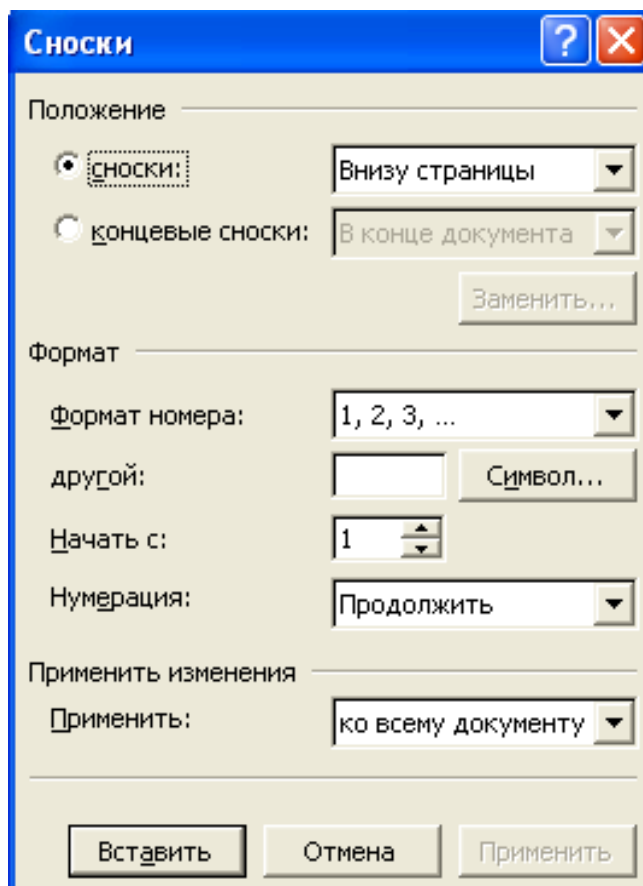 Сноски
Положение
сноски: Внизу страницы
концевые сноски: В конце документа
Заменить...
Формат
Формат номера: 1, 2, 3, ...
другой: Символ...
Начать с: 1
Нумерация: Продолжить
Применить изменения
Применить: ко всему документу
Вставить Отмена Применить